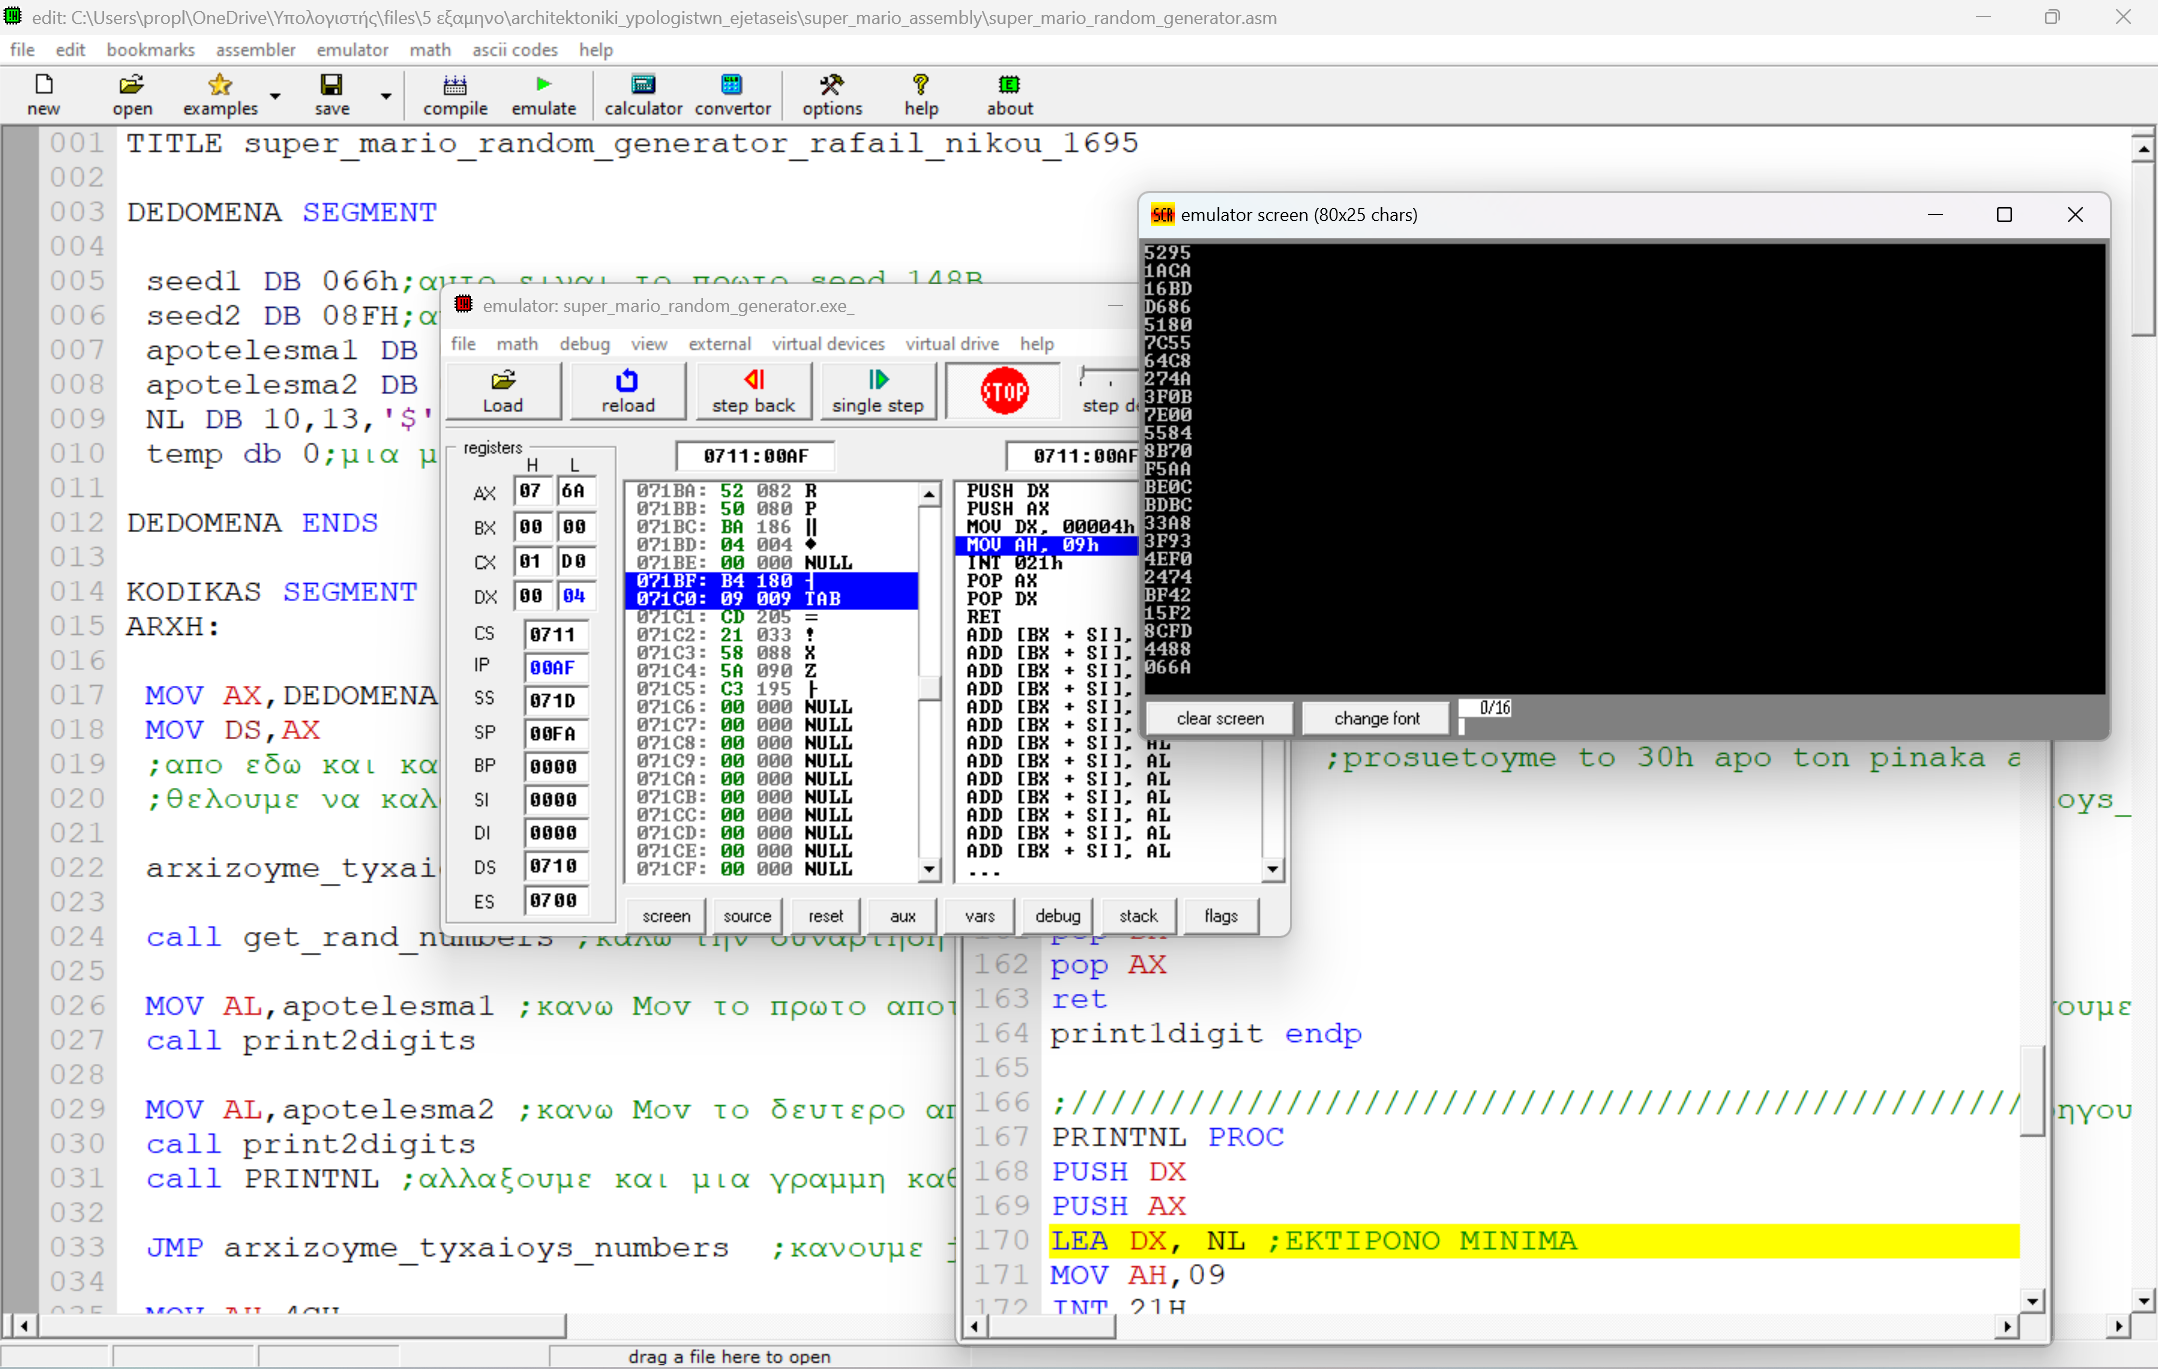 edit: C:\Users\propl\OneDrive\Υπολογιστής\files\5 εξαμηνο\architektoniki_ypologistwn_ejetaseis\super_mario_assembly\super_mario_random_generator.asm
file edit bookmarks assembler emulator math ascii codes help
new open examples save compile emulate calculator convertor options help about
001 TITLE super_mario_random_generator_rafail_nikou_1695
002
003 DEDOMENA SEGMENT
004
005 seed1 DB 066h;αυτο ειναι το πρωτο seed 148B
006 seed2 DB 08FH;α
007 apotelesma1 DB
008 apotelesma2 DB
009 NL DB 10,13,'$'
010 temp db 0;μια μ
011
012 DEDOMENA ENDS
013
014 KODIKAS SEGMENT
015 ARXH:
016
017 MOV AX,DEDOMENA
018 MOV DS,AX
019 ;απο εδω και κα
020 ;θελουμε να καλ
021
022 arxizoyme_tyxai
023
024 call get_rand_numbers ;καλω την συναρτηση
025
026 MOV AL,apotelesma1 ;κανω Mov το πρωτο αποτ
027 call print2digits
028
029 MOV AL,apotelesma2 ;κανω Mov το δευτερο απ
030 call print2digits
031 call PRINTNL ;αλλαξουμε και μια γραμμη καθ
032
033 JMP arxizoyme_tyxaioys_numbers ;κανουμε j
034
035 MOV AH,4CH
drag a file here to open
emulator: super_mario_random_generator.exe_
file math debug view external virtual devices virtual drive help
Load reload step back single step STOP step de
registers
H L
AX 07 6A
BX 00 00
CX 01 D0
DX 00 04
CS 0711
IP 00AF
SS 071D
SP 00FA
BP 0000
SI 0000
DI 0000
DS 0710
ES 0700
0711:00AF
071BA: 52 082 R
071BB: 50 080 P
071BC: BA 186 ║
071BD: 04 004 ♦
071BE: 00 000 NULL
071BF: B4 180 ┤
071C0: 09 009 TAB
071C1: CD 205 =
071C2: 21 033 !
071C3: 58 088 X
071C4: 5A 090 Z
071C5: C3 195 ├
071C6: 00 000 NULL
071C7: 00 000 NULL
071C8: 00 000 NULL
071C9: 00 000 NULL
071CA: 00 000 NULL
071CB: 00 000 NULL
071CC: 00 000 NULL
071CD: 00 000 NULL
071CE: 00 000 NULL
071CF: 00 000 NULL
0711:00AF
PUSH DX
PUSH AX
MOV DX, 00004h
MOV AH, 09h
INT 021h
POP AX
POP DX
RET
ADD [BX + SI],
ADD [BX + SI],
ADD [BX + SI],
ADD [BX + SI],
ADD [BX + SI],
ADD [BX + SI],
ADD [BX + SI], AL
ADD [BX + SI], AL
ADD [BX + SI], AL
ADD [BX + SI], AL
ADD [BX + SI], AL
ADD [BX + SI], AL
ADD [BX + SI], AL
...
screen source reset aux vars debug stack flags
SCR emulator screen (80x25 chars)
5295
1ACA
16BD
D686
5180
7C55
64C8
274A
3F0B
7E00
5584
8B70
F5AA
BE0C
BDBC
33A8
3F93
4EF0
2474
BF42
15F2
8CFD
4488
066A
clear screen change font 0/16
;prosuetoyme to 30h apo ton pinaka a
oys_
162 pop AX
163 ret
164 print1digit endp
165
166 ;/////////////////////////////////////////////////
167 PRINTNL PROC
168 PUSH DX
169 PUSH AX
170 LEA DX, NL ;EKTIPONO MINIMA
171 MOV AH,09
172 INT 21H
ουμε
ηγου